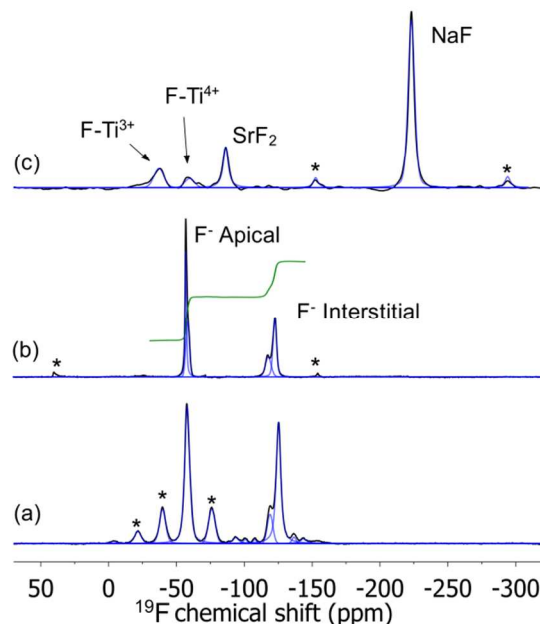 NaF
F-Ti⁴⁺
F-Ti³⁺
SrF₂
(c)
*
*
F⁻ Apical
F⁻ Interstitial
(b)
*
*
(a)
*
*
*
50 0 -50 -100 -150 -200 -250 -300
¹⁹F chemical shift (ppm)